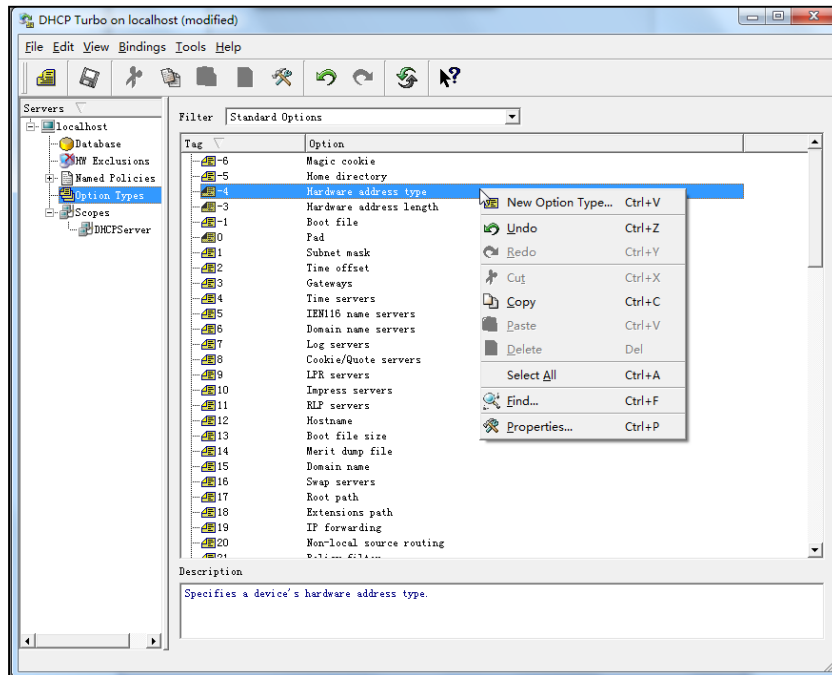 DHCP Turbo on localhost (modified)
File Edit View Bindings Tools Help
Servers
localhost
Database
HW Exclusions
Named Policies
Option Types
Scopes
DHCPServer
Filter Standard Options
Tag Option
-6 Magic cookie
-5 Home directory
-4 Hardware address type
-3 Hardware address length
-1 Boot file
0 Pad
1 Subnet mask
2 Time offset
3 Gateways
4 Time servers
5 IEN116 name servers
6 Domain name servers
7 Log servers
8 Cookie/Quote servers
9 LPR servers
10 Impress servers
11 RLP servers
12 Hostname
13 Boot file size
14 Merit dump file
15 Domain name
16 Swap servers
17 Root path
18 Extensions path
19 IP forwarding
20 Non-local source routing
21 Policy filter
New Option Type... Ctrl+V
Undo Ctrl+Z
Redo Ctrl+Y
Cut Ctrl+X
Copy Ctrl+C
Paste Ctrl+V
Delete Del
Select All Ctrl+A
Find... Ctrl+F
Properties... Ctrl+P
Description
Specifies a device's hardware address type.